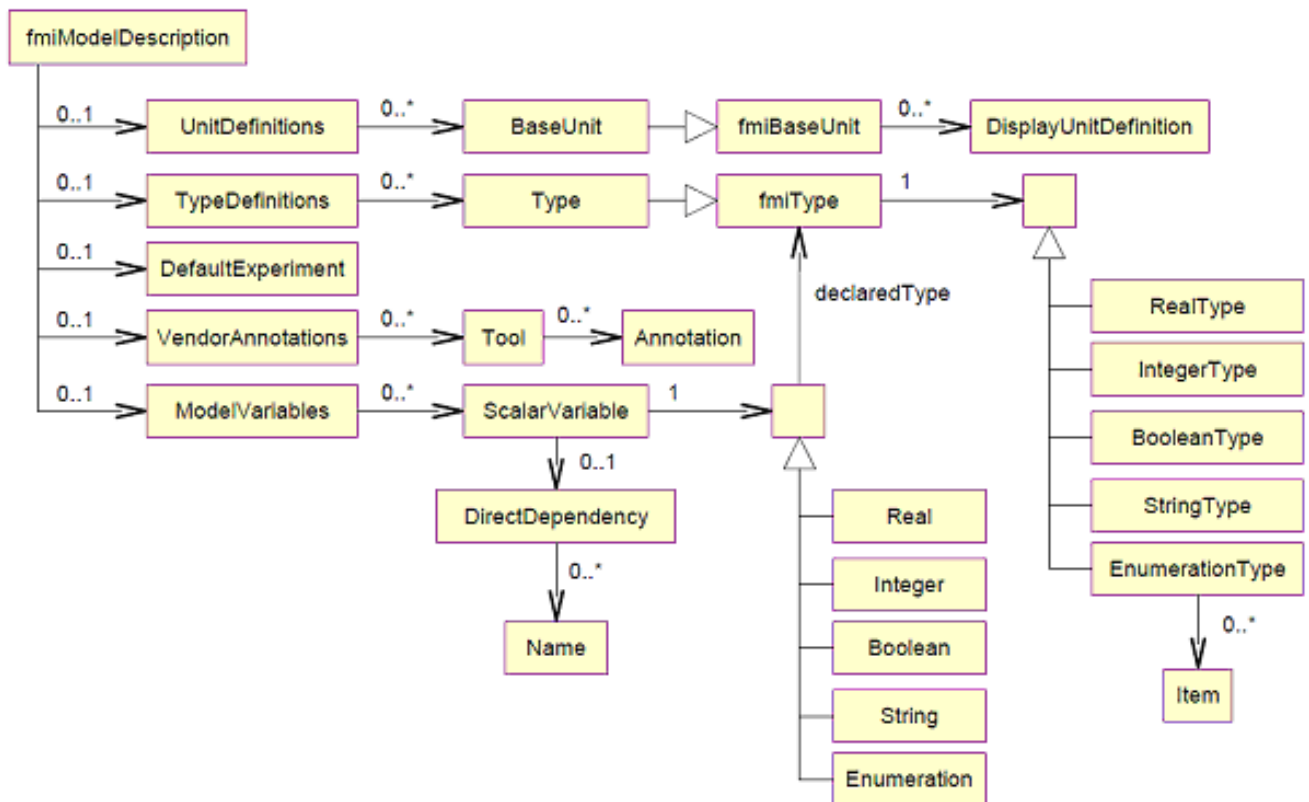 fmiModelDescription
0..1
UnitDefinitions
0..*
BaseUnit
fmiBaseUnit
0..*
DisplayUnitDefinition
0..1
TypeDefinitions
0..*
Type
fmiType
1
0..1
DefaultExperiment
declaredType
RealType
0..1
VendorAnnotations
0..*
Tool
0..*
Annotation
IntegerType
0..1
ModelVariables
0..*
ScalarVariable
1
BooleanType
0..1
StringType
DirectDependency
Real
EnumerationType
0..*
Integer
0..*
Name
Boolean
Item
String
Enumeration